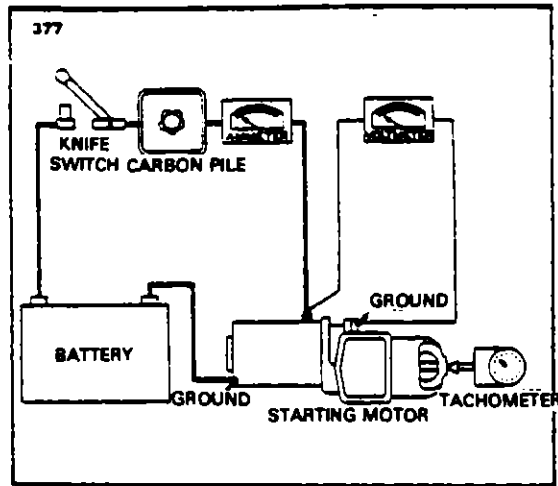 377
KNIFE
SWITCH
CARBON PILE
AMMETER
VOLTMETER
GROUND
BATTERY
GROUND
STARTING MOTOR
TACHOMETER